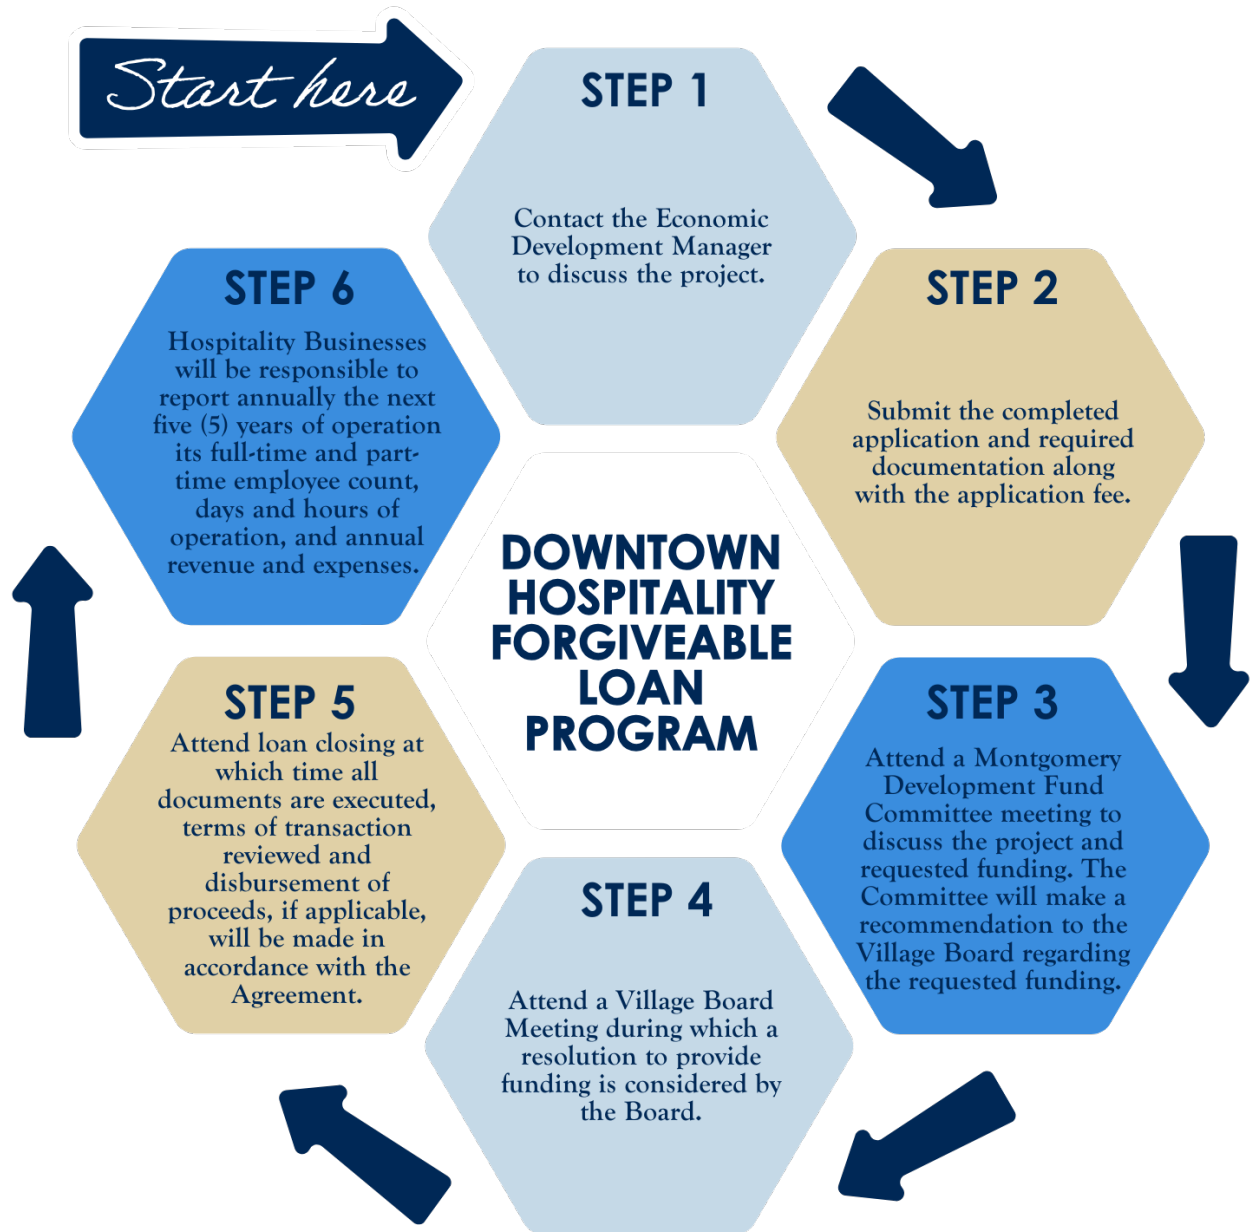 Start here
STEP 1
Contact the Economic
Development Manager
to discuss the project.
STEP 2
Submit the completed
application and required
documentation along
with the application fee.
STEP 3
Attend a Montgomery
Development Fund
Committee meeting to
discuss the project and
requested funding. The
Committee will make a
recommendation to the
Village Board regarding
the requested funding.
STEP 4
Attend a Village Board
Meeting during which a
resolution to provide
funding is considered by
the Board.
STEP 5
Attend loan closing at
which time all
documents are executed,
terms of transaction
reviewed and
disbursement of
proceeds, if applicable,
will be made in
accordance with the
Agreement.
STEP 6
Hospitality Businesses
will be responsible to
report annually the next
five (5) years of operation
its full-time and part-
time employee count,
days and hours of
operation, and annual
revenue and expenses.
DOWNTOWN
HOSPITALITY
FORGIVEABLE
LOAN
PROGRAM